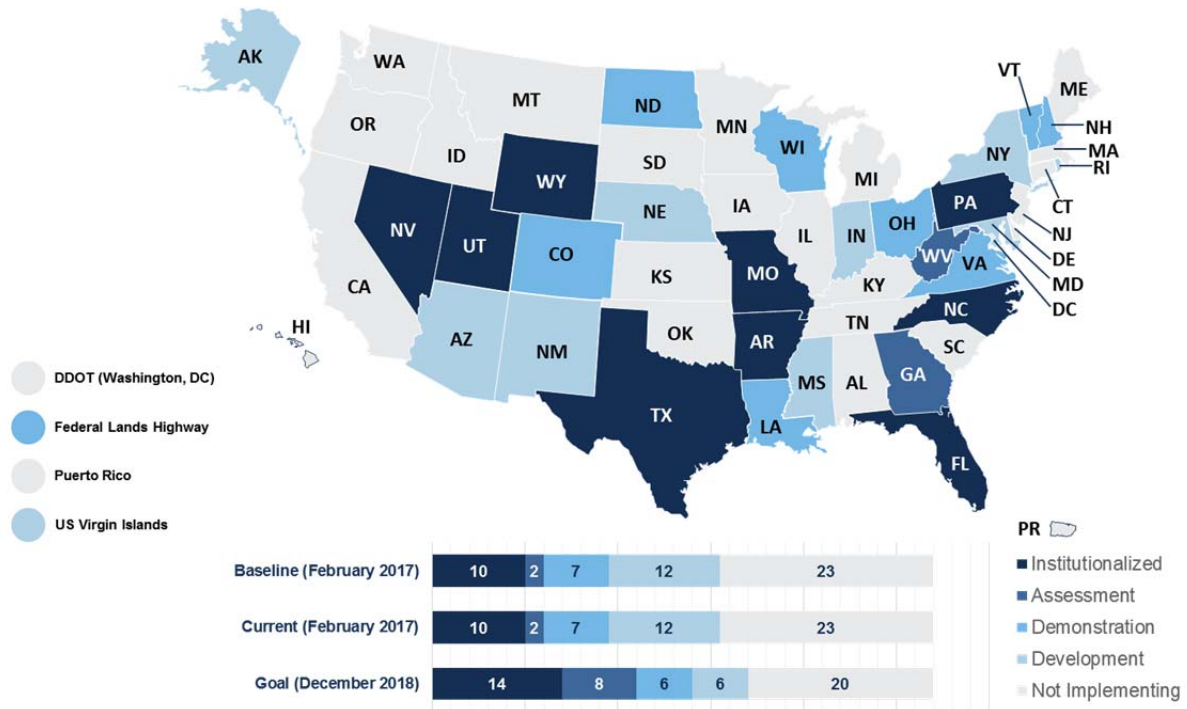 AK
WA
MT
ND
MN
VT
ME
OR
ID
SD
WI
MI
NY
NH
MA
RI
WY
NE
IA
PA
CT
NV
UT
CO
IL
IN
OH
NJ
WV
VA
DE
MD
DC
CA
KS
MO
KY
NC
HI
AZ
NM
OK
AR
TN
SC
MS
AL
GA
TX
LA
FL
DDOT (Washington, DC)
Federal Lands Highway
Puerto Rico
US Virgin Islands
PR
Baseline (February 2017) 10 2 7 12 23
Current (February 2017) 10 2 7 12 23
Goal (December 2018) 14 8 6 6 20
Institutionalized
Assessment
Demonstration
Development
Not Implementing